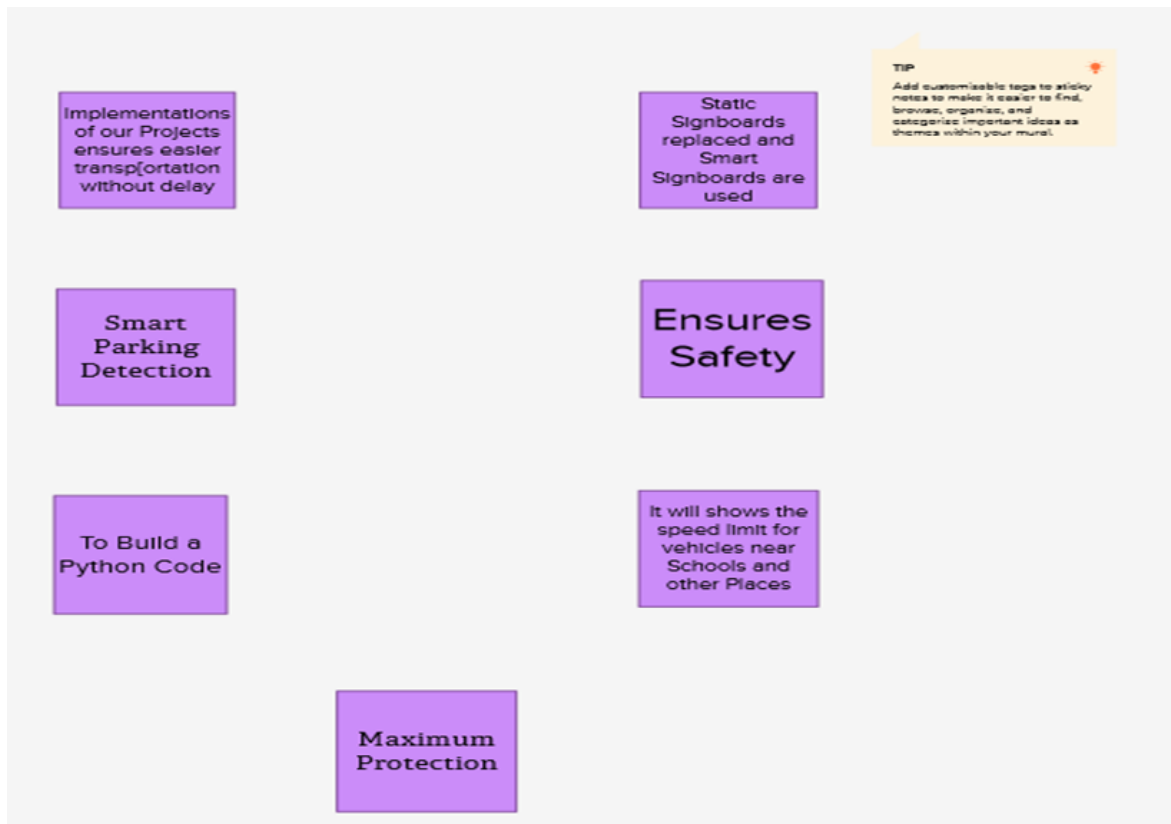 Implementations
of our Projects
ensures easier
transp[ortation
without delay
Static
Signboards
replaced and
Smart
Signboards are
used
TIP
Add customisable tags to sticky
notes to make it easier to find,
browse, organise, and
categorise important ideas as
themes within your mural.
Smart
Parking
Detection
Ensures
Safety
To Build a
Python Code
It will shows the
speed limit for
vehicles near
Schools and
other Places
Maximum
Protection